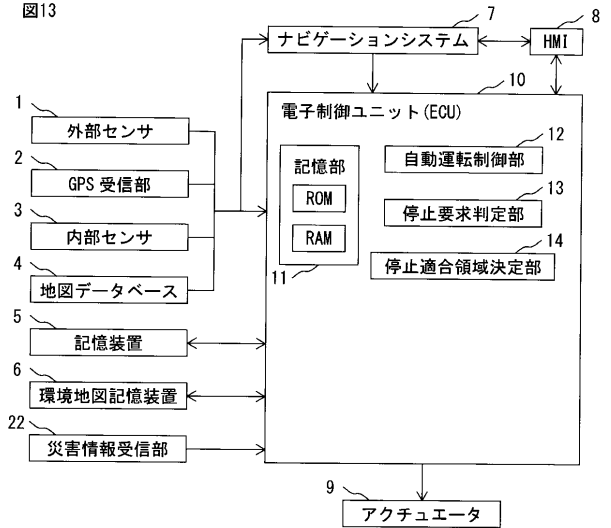 図13
7
ナビゲーションシステム
8
HMI
10
電子制御ユニット(ECU)
1
外部センサ
2
GPS 受信部
3
内部センサ
4
地図データベース
5
記憶装置
6
環境地図記憶装置
22
災害情報受信部
記憶部
ROM
RAM
11
12
自動運転制御部
13
停止要求判定部
14
停止適合領域決定部
9
アクチュエータ